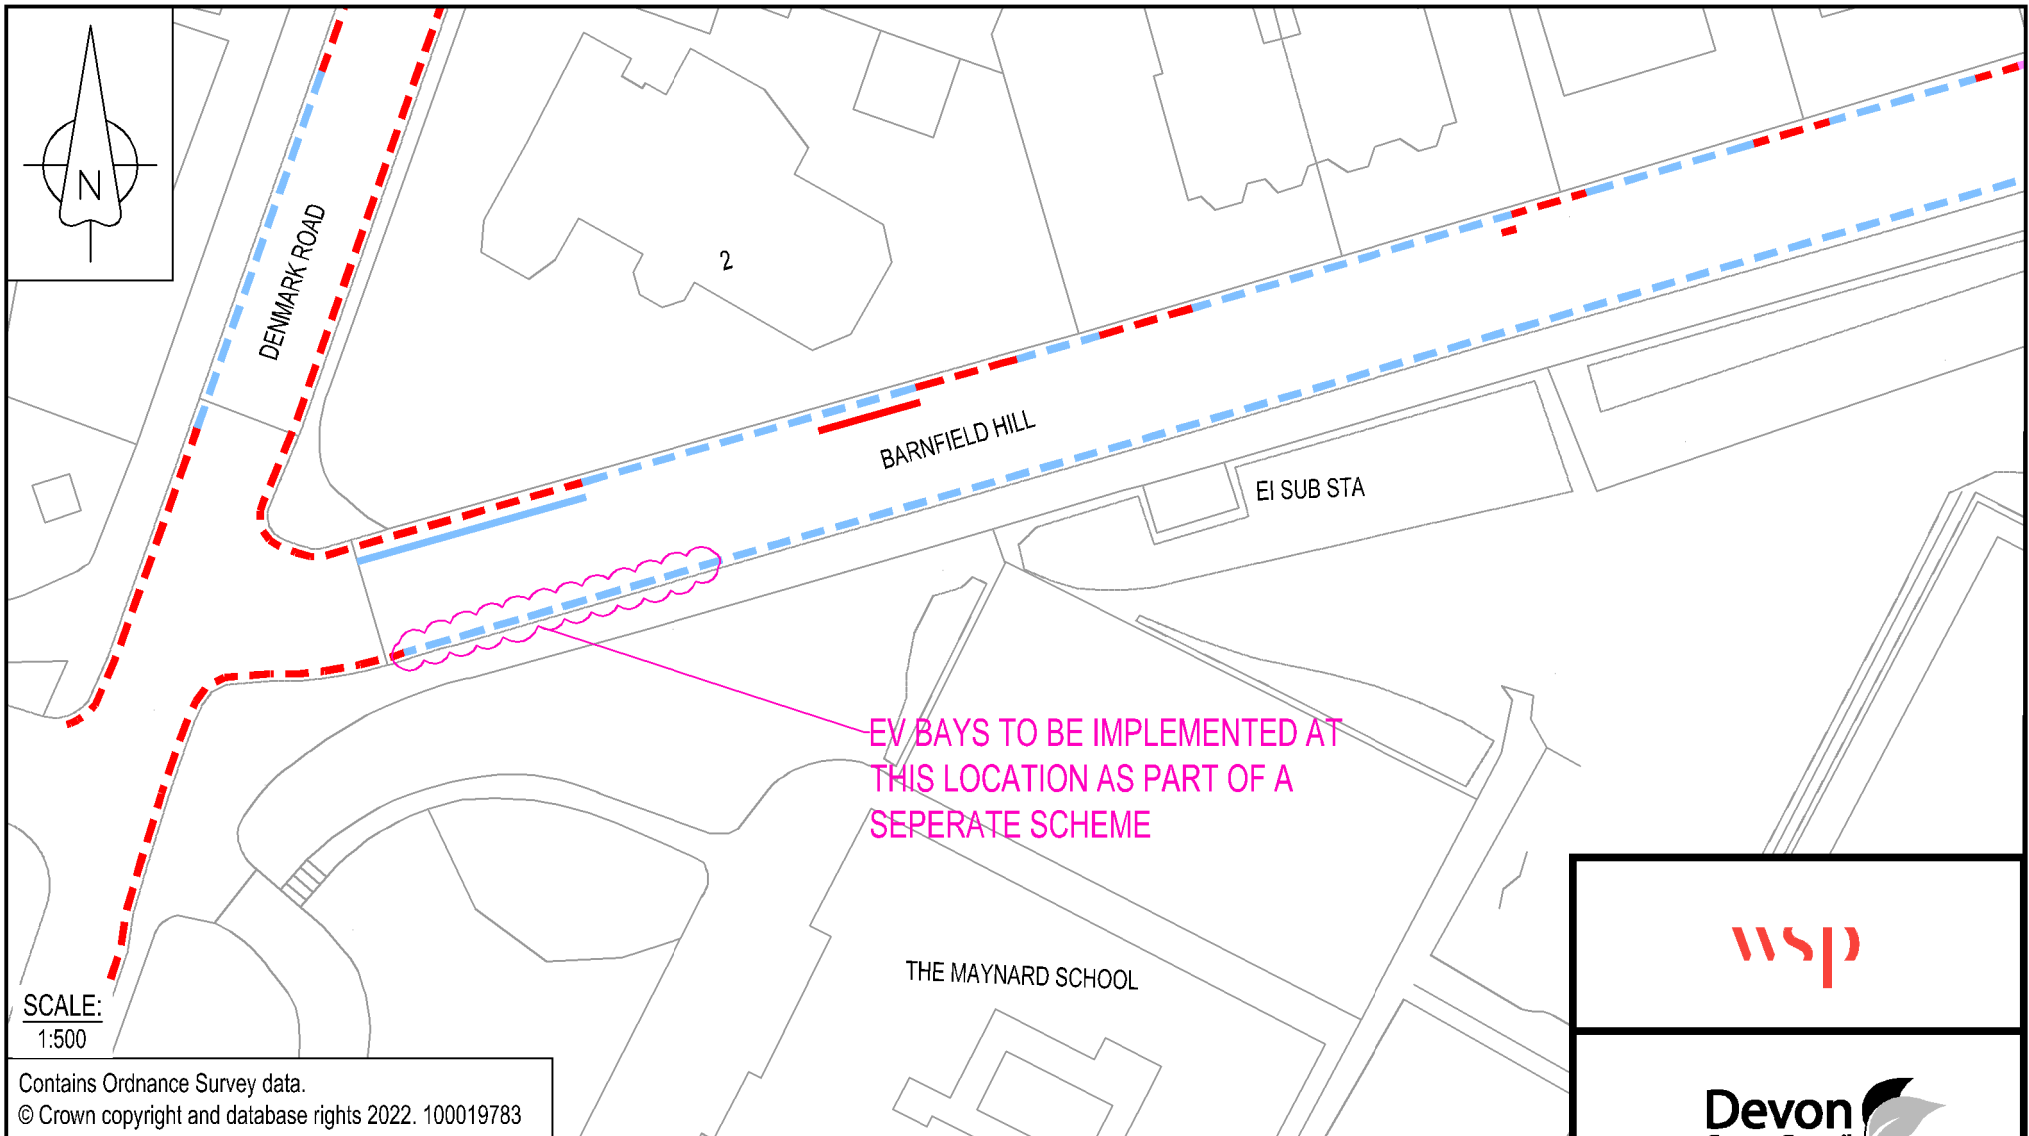 N
DENMARK ROAD
2
BARNFIELD HILL
EI SUB STA
EV BAYS TO BE IMPLEMENTED AT
THIS LOCATION AS PART OF A
SEPERATE SCHEME
THE MAYNARD SCHOOL
SCALE:
1:500
Contains Ordnance Survey data.
© Crown copyright and database rights 2022. 100019783
wsp
Devon